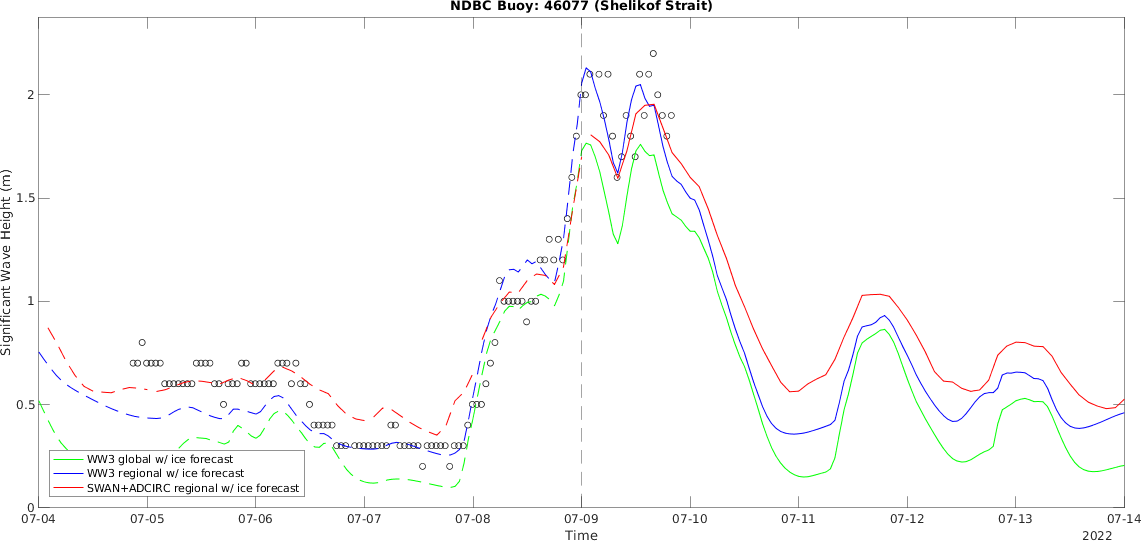 NDBC Buoy: 46077 (Shelikof Strait)
Significant Wave Height (m)
2
1.5
1
0.5
0
WW3 global w/ ice forecast
WW3 regional w/ ice forecast
SWAN+ADCIRC regional w/ ice forecast
07-04 07-05 07-06 07-07 07-08 07-09 07-10 07-11 07-12 07-13 07-14
Time
2022